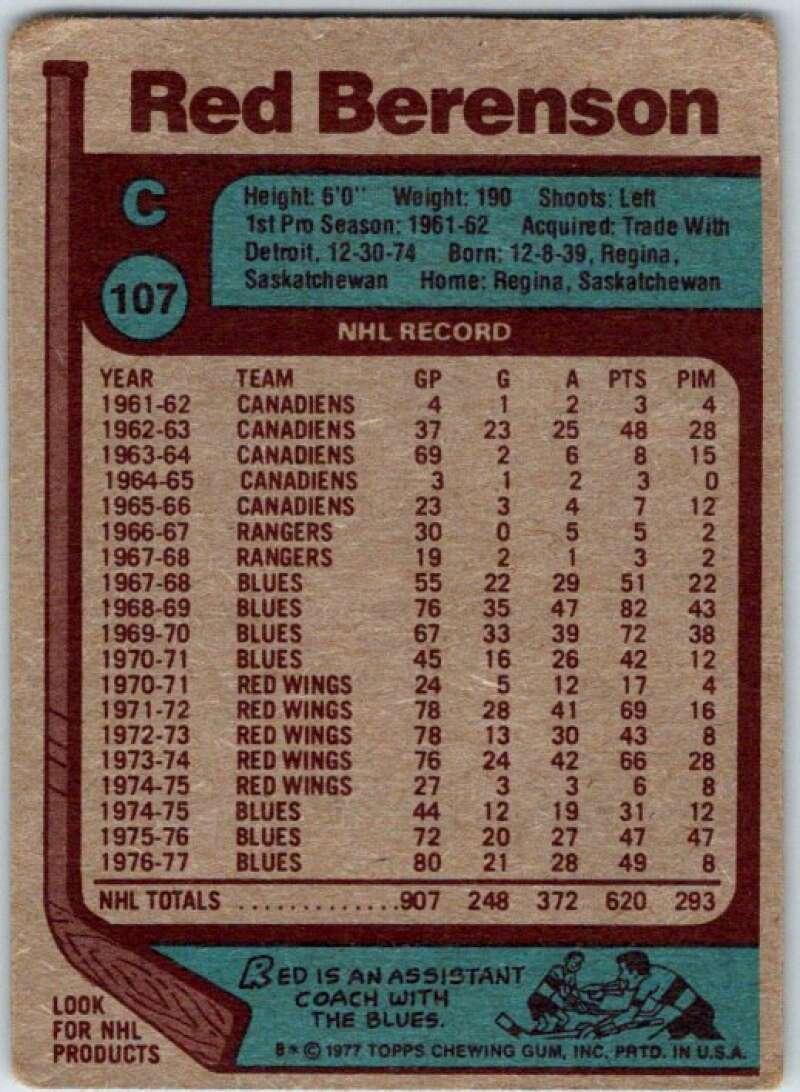 Red Berenson
C
Height: 6'0" Weight: 190 Shoots: Left
1st Pro Season: 1961-62 Acquired: Trade With
Detroit, 12-30-74 Born: 12-8-39, Regina,
Saskatchewan Home: Regina, Saskatchewan
107
NHL RECORD
YEAR TEAM GP G A PTS PIM
1961-62 CANADIENS 4 1 2 3 4
1962-63 CANADIENS 37 23 25 48 28
1963-64 CANADIENS 69 2 6 8 15
1964-65 CANADIENS 3 1 2 3 0
1965-66 CANADIENS 23 3 4 7 12
1966-67 RANGERS 30 0 5 5 2
1967-68 RANGERS 19 2 1 3 2
1967-68 BLUES 55 22 29 51 22
1968-69 BLUES 76 35 47 82 43
1969-70 BLUES 67 33 39 72 38
1970-71 BLUES 45 16 26 42 12
1970-71 RED WINGS 24 5 12 17 4
1971-72 RED WINGS 78 28 41 69 16
1972-73 RED WINGS 78 13 30 43 8
1973-74 RED WINGS 76 24 42 66 28
1974-75 RED WINGS 27 3 3 6 8
1974-75 BLUES 44 12 19 31 12
1975-76 BLUES 72 20 27 47 47
1976-77 BLUES 80 21 28 49 8
NHL TOTALS .............907 248 372 620 293
RED IS AN ASSISTANT
COACH WITH
THE BLUES.
LOOK
FOR NHL
PRODUCTS
B* © 1977 TOPPS CHEWING GUM, INC. PRTD. IN U.S.A.